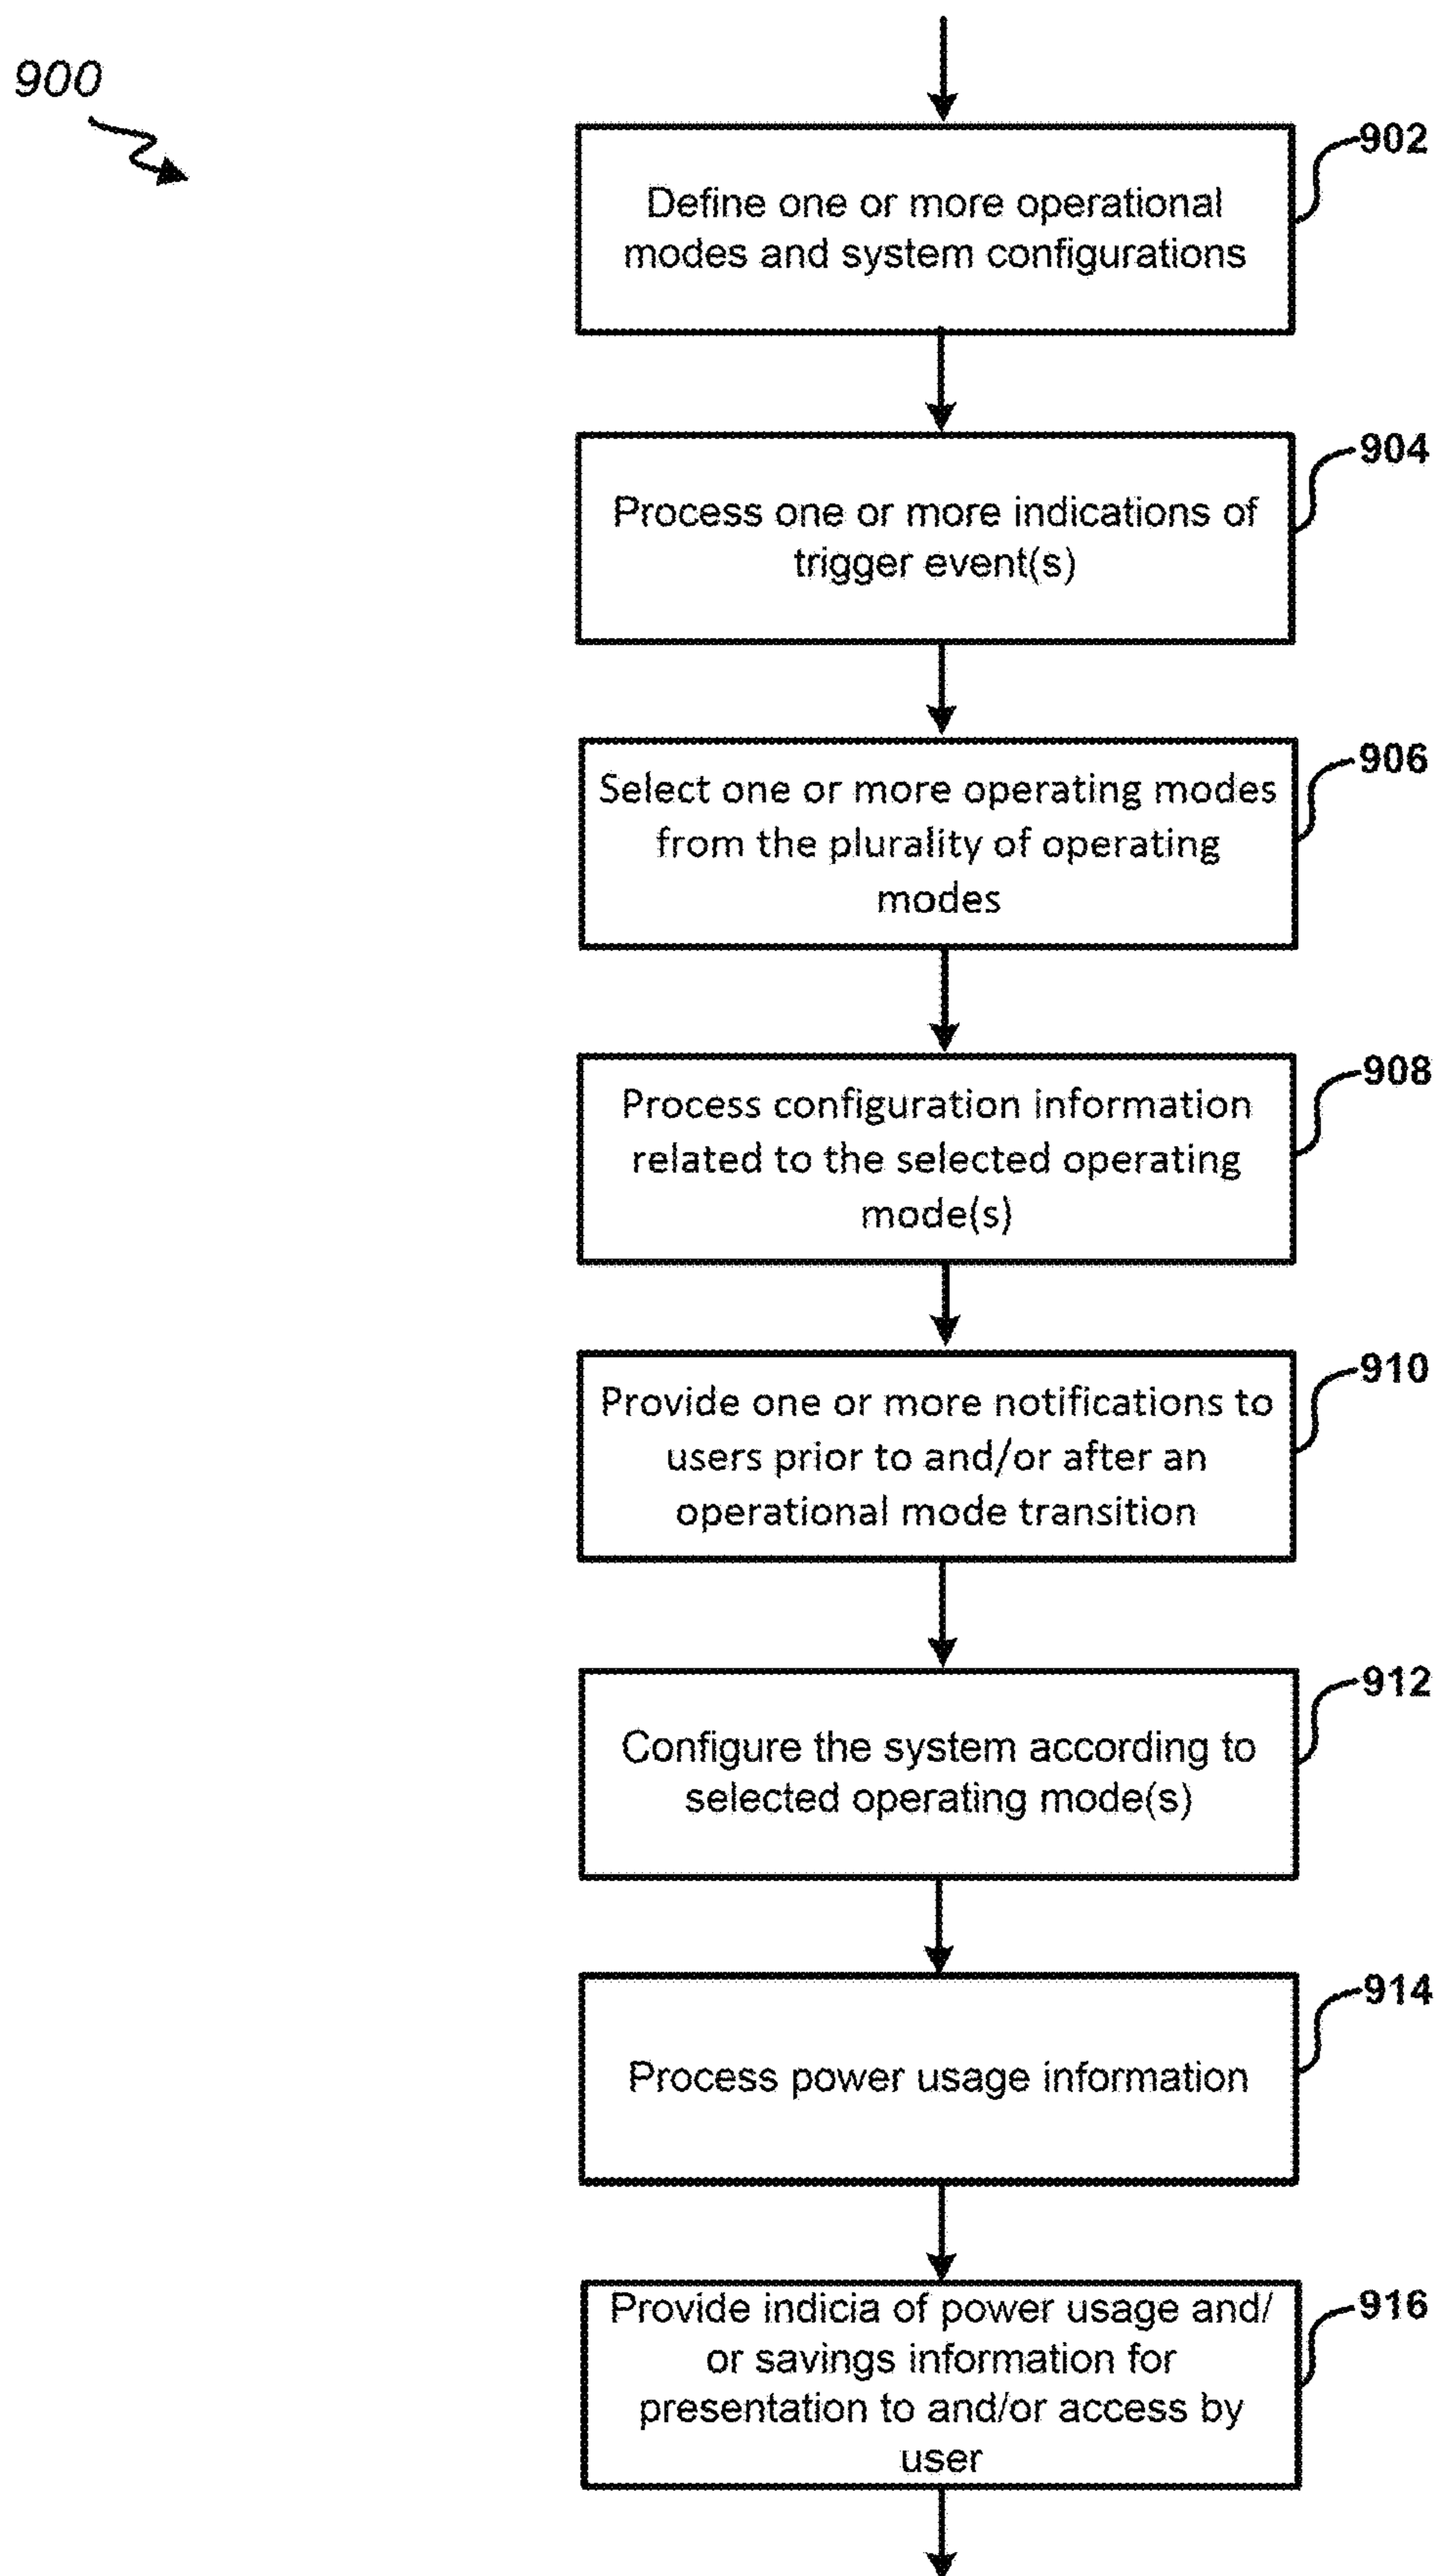 900
902
Define one or more operational
modes and system configurations
904
Process one or more indications of
trigger event(s)
906
Select one or more operating modes
from the plurality of operating
modes
908
Process configuration information
related to the selected operating
mode(s)
910
Provide one or more notifications to
users prior to and/or after an
operational mode transition
912
Configure the system according to
selected operating mode(s)
914
Process power usage information
916
Provide indicia of power usage and/
or savings information for
presentation to and/or access by
user